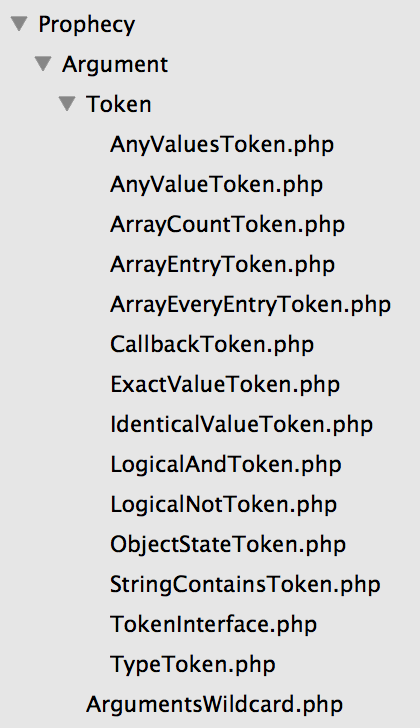 Prophecy
Argument
Token
AnyValuesToken.php
AnyValueToken.php
ArrayCountToken.php
ArrayEntryToken.php
ArrayEveryEntryToken.php
CallbackToken.php
ExactValueToken.php
IdenticalValueToken.php
LogicalAndToken.php
LogicalNotToken.php
ObjectStateToken.php
StringContainsToken.php
TokenInterface.php
TypeToken.php
ArgumentsWildcard.php